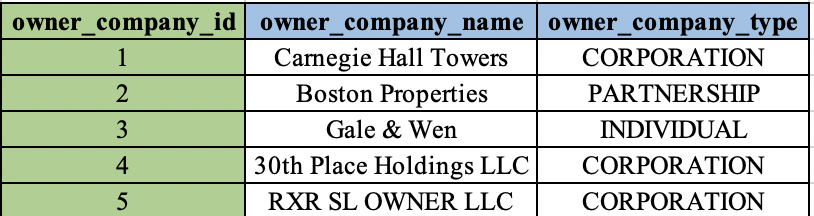 owner_company_id owner_company_name owner_company_type
1 Carnegie Hall Towers CORPORATION
2 Boston Properties PARTNERSHIP
3 Gale & Wen INDIVIDUAL
4 30th Place Holdings LLC CORPORATION
5 RXR SL OWNER LLC CORPORATION